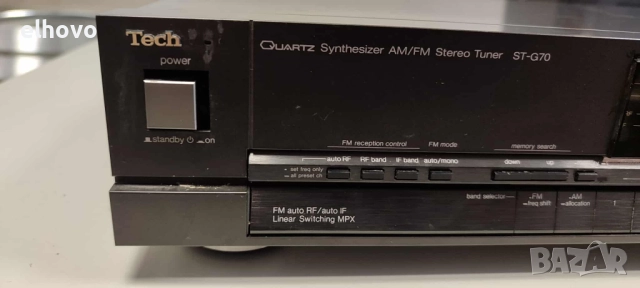 elhovo
Tech
power
standby on
QUARTZ Synthesizer AM/FM Stereo Tuner ST-G70
FM reception control
FM mode
memory search
auto RF
RF band
IF band
auto/mono
down
up
set freq only
all preset ch
FM auto RF/auto IF
Linear Switching MPX
band selector
FM
freq shift
AM
allocation
1
bazar.bg